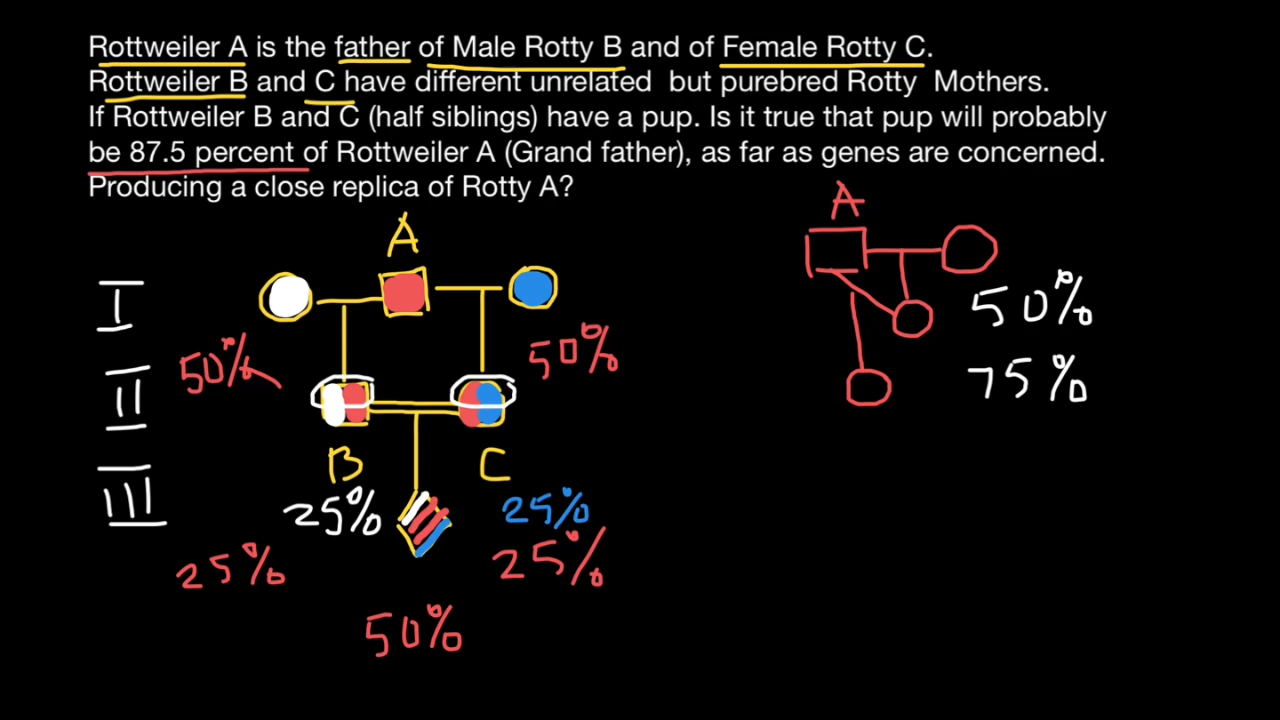 Rottweiler A is the father of Male Rotty B and of Female Rotty C.
Rottweiler B and C have different unrelated but purebred Rotty Mothers.
If Rottweiler B and C (half siblings) have a pup. Is it true that pup will probably
be 87.5 percent of Rottweiler A (Grand father), as far as genes are concerned.
Producing a close replica of Rotty A?
A
A
I
50%
50%
50%
II
75%
B
C
III
25%
25%
25%
25%
50%